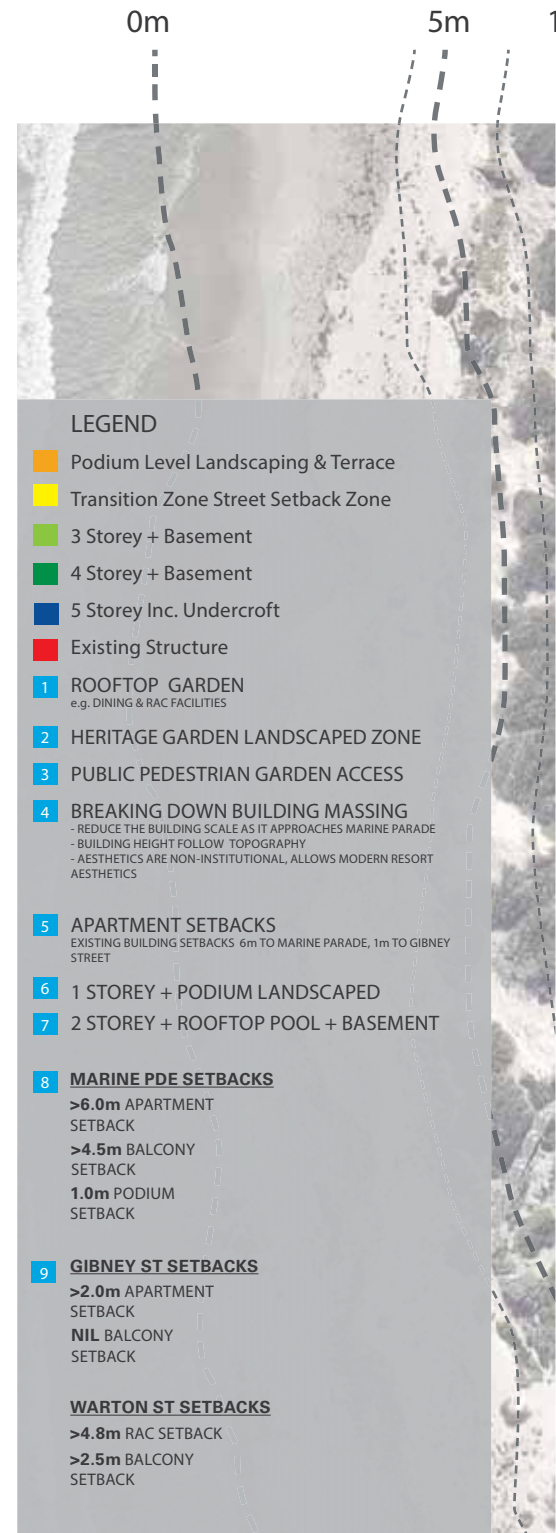 0m 5m 1
LEGEND
Podium Level Landscaping & Terrace
Transition Zone Street Setback Zone
3 Storey + Basement
4 Storey + Basement
5 Storey Inc. Undercroft
Existing Structure
1 ROOFTOP GARDEN
e.g. DINING & RAC FACILITIES
2 HERITAGE GARDEN LANDSCAPED ZONE
3 PUBLIC PEDESTRIAN GARDEN ACCESS
4 BREAKING DOWN BUILDING MASSING
- REDUCE THE BUILDING SCALE AS IT APPROACHES MARINE PARADE
- BUILDING HEIGHT FOLLOW TOPOGRAPHY
- AESTHETICS ARE NON-INSTITUTIONAL, ALLOWS MODERN RESORT
AESTHETICS
5 APARTMENT SETBACKS
EXISTING BUILDING SETBACKS 6m TO MARINE PARADE, 1m TO GIBNEY
STREET
6 1 STOREY + PODIUM LANDSCAPED
7 2 STOREY + ROOFTOP POOL + BASEMENT
8 MARINE PDE SETBACKS
>6.0m APARTMENT
SETBACK
>4.5m BALCONY
SETBACK
1.0m PODIUM
SETBACK
9 GIBNEY ST SETBACKS
>2.0m APARTMENT
SETBACK
NIL BALCONY
SETBACK
WARTON ST SETBACKS
>4.8m RAC SETBACK
>2.5m BALCONY
SETBACK